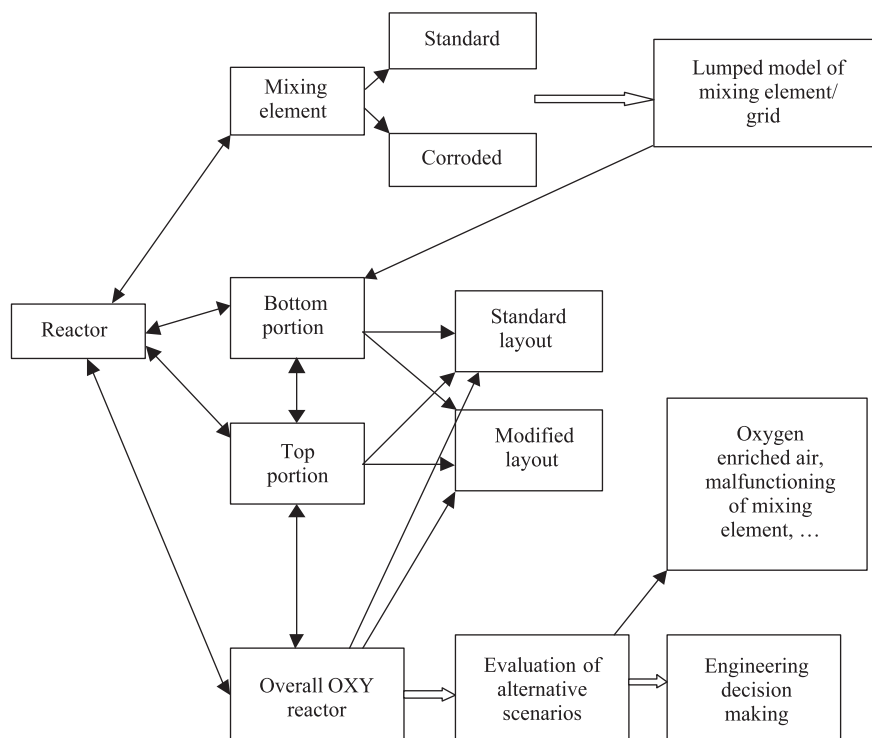 Standard
Mixing
element
Lumped model of
mixing element/
grid
Corroded
Bottom
portion
Reactor
Standard
layout
Top
portion
Modified
layout
Oxygen
enriched air,
malfunctioning
of mixing
element, …
Overall OXY
reactor
Evaluation of
alternative
scenarios
Engineering
decision
making